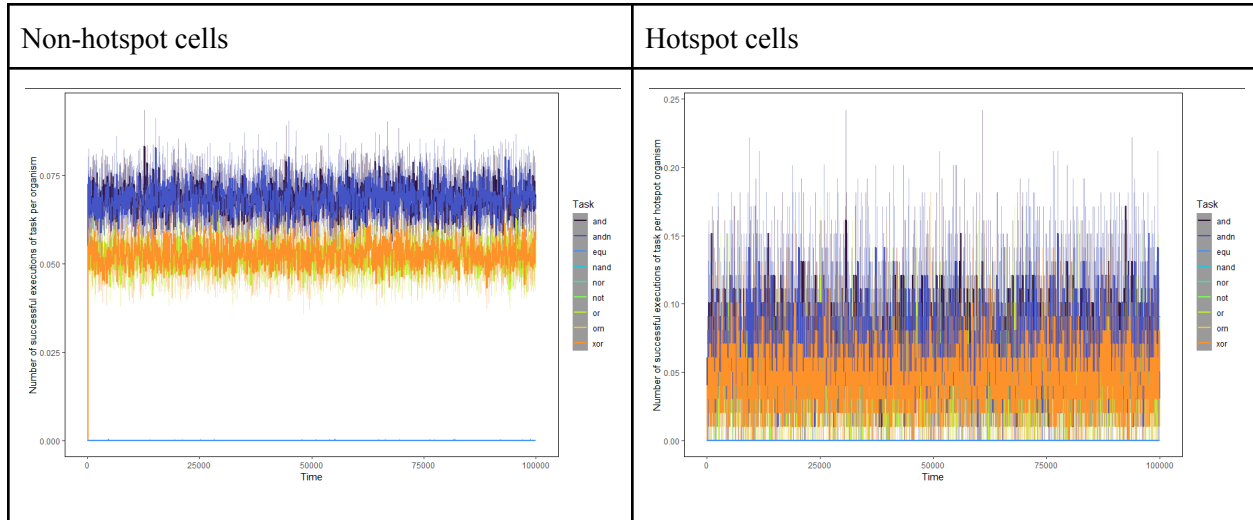 Non-hotspot cells
Hotspot cells
Number of successful executions of task per organism
0.075
0.050
0.025
0.000
0
25000
50000
75000
100000
Time
Task
and
andn
equ
nand
nor
not
or
orn
xor
Number of successful executions of task per hotspot organism
0.25
0.20
0.15
0.10
0.05
0.00
0
25000
50000
75000
100000
Time
Task
and
andn
equ
nand
nor
not
or
orn
xor